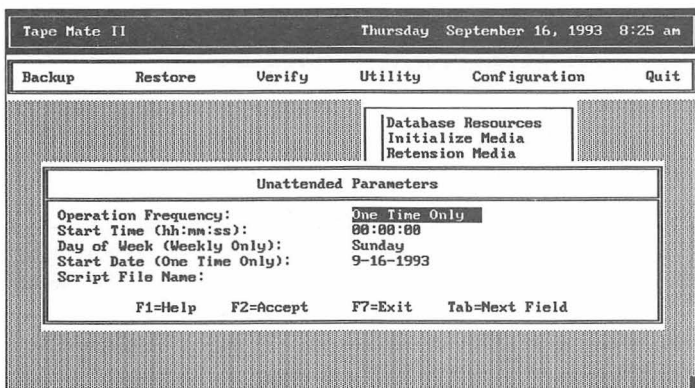 Tape Mate II Thursday September 16, 1993 8:25 am
Backup Restore Verify Utility Configuration Quit
Database Resources
Initialize Media
Retension Media
Unattended Parameters
Operation Frequency: One Time Only
Start Time (hh:mm:ss): 00:00:00
Day of Week (Weekly Only): Sunday
Start Date (One Time Only): 9-16-1993
Script File Name:
F1=Help F2=Accept F7=Exit Tab=Next Field